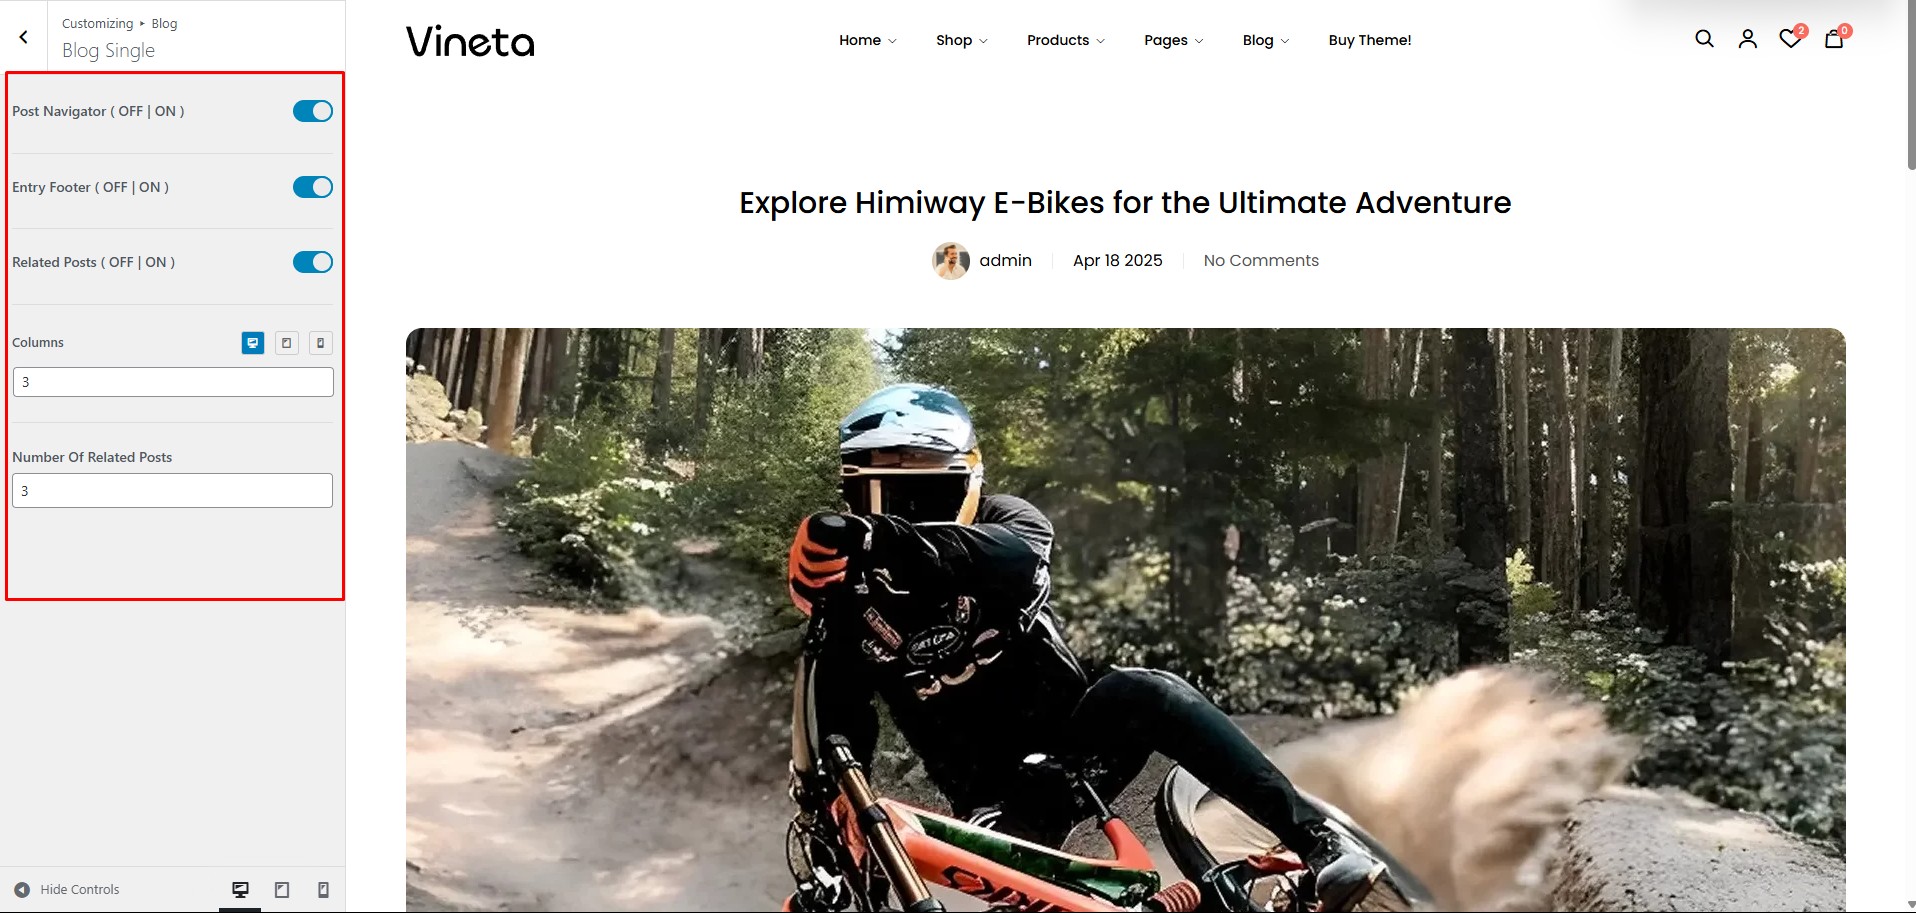 Customizing ▸ Blog
Blog Single
Post Navigator ( OFF | ON )
Entry Footer ( OFF | ON )
Related Posts ( OFF | ON )
Columns
3
Number Of Related Posts
3
Hide Controls
Vineta
Home
Shop
Products
Pages
Blog
Buy Theme!
2
0
Explore Himiway E-Bikes for the Ultimate Adventure
admin
Apr 18 2025
No Comments